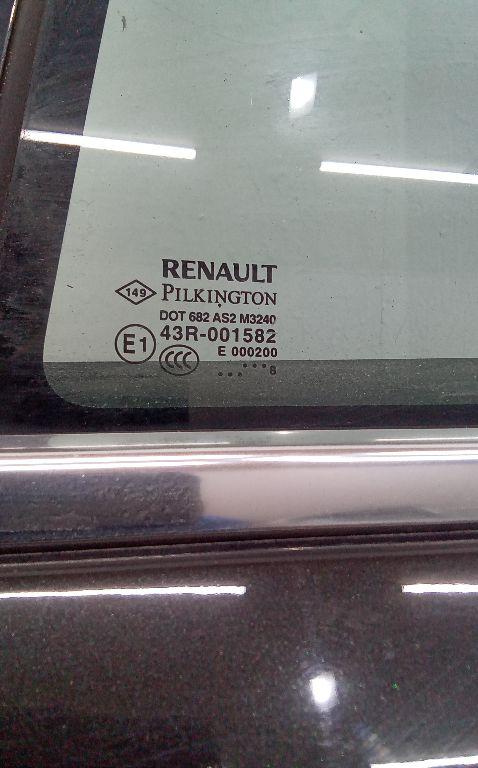 RENAULT
149 PILKINGTON
DOT 682 AS2 M3240
E1 43R-001582
CCC E 000200
8